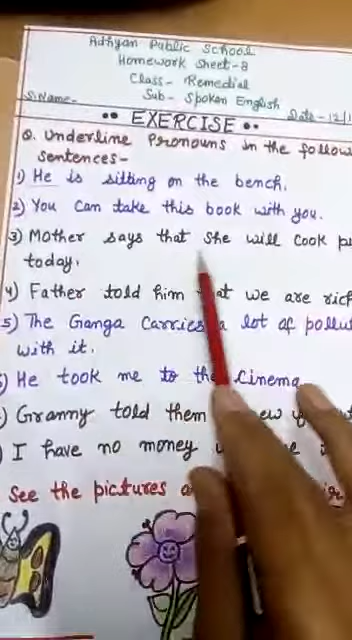 Adhyan Public School
Homework Sheet-8
Class- Remedial
S.Name- Sub- Spoken English Date-12/1
•• EXERCISE ••
Q. Underline Pronouns in the follow
Sentences-
1) He is sitting on the bench.
2) You can take this book with you.
3) Mother says that she will cook
today.
4) Father told him that we are rich
5) The Ganga carries a lot of pollut
with it.
) He took me to the Cinema
) Granny told them
) I have no money
See the pictures